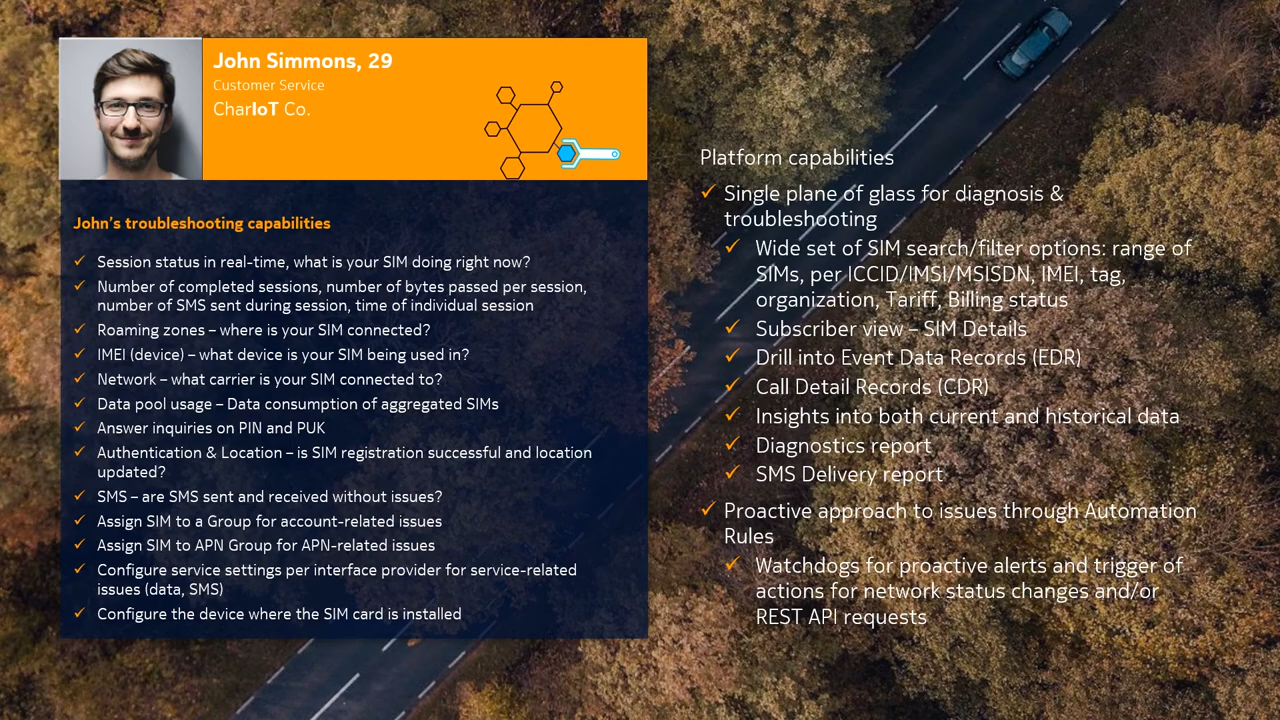 John Simmons, 29
Customer Service
CharIoT Co.
John's troubleshooting capabilities
Session status in real-time, what is your SIM doing right now?
Number of completed sessions, number of bytes passed per session,
number of SMS sent during session, time of individual session
Roaming zones – where is your SIM connected?
IMEI (device) – what device is your SIM being used in?
Network – what carrier is your SIM connected to?
Data pool usage – Data consumption of aggregated SIMs
Answer inquiries on PIN and PUK
Authentication & Location – is SIM registration successful and location
updated?
SMS – are SMS sent and received without issues?
Assign SIM to a Group for account-related issues
Assign SIM to APN Group for APN-related issues
Configure service settings per interface provider for service-related
issues (data, SMS)
Configure the device where the SIM card is installed
Platform capabilities
Single plane of glass for diagnosis &
troubleshooting
Wide set of SIM search/filter options: range of
SIMs, per ICCID/IMSI/MSISDN, IMEI, tag,
organization, Tariff, Billing status
Subscriber view – SIM Details
Drill into Event Data Records (EDR)
Call Detail Records (CDR)
Insights into both current and historical data
Diagnostics report
SMS Delivery report
Proactive approach to issues through Automation
Rules
Watchdogs for proactive alerts and trigger of
actions for network status changes and/or
REST API requests